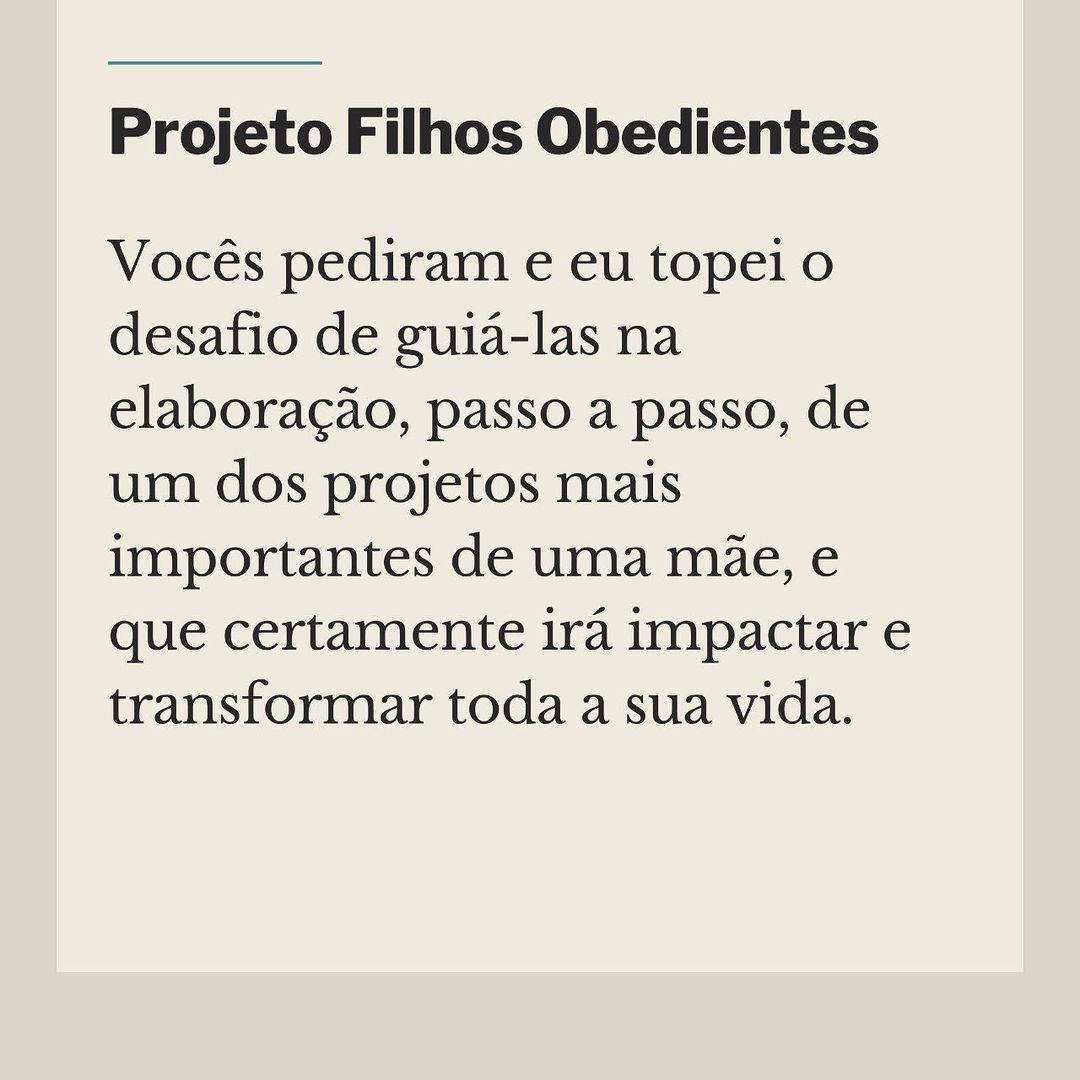 Projeto Filhos Obedientes
Vocês pediram e eu topei o
desafio de guiá-las na
elaboração, passo a passo, de
um dos projetos mais
importantes de uma mãe, e
que certamente irá impactar e
transformar toda a sua vida.